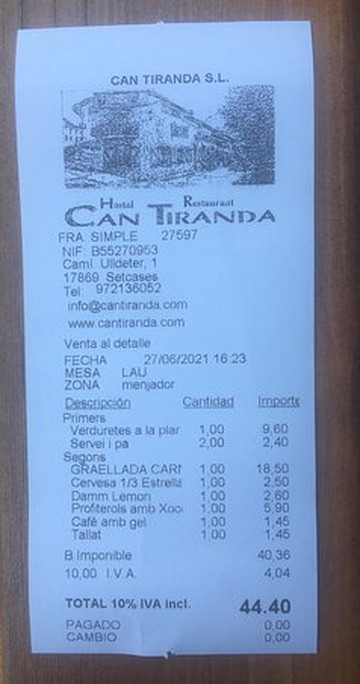 CAN TIRANDA S.L.
Hostal Restaurant
CAN TIRANDA
FRA. SIMPLE 27597
NIF: B55270953
Camí Ulldeter, 1
17869 Setcases
Tel: 972136052
info@cantiranda.com
www.cantiranda.com
Venta al detalle
FECHA 27/06/2021 16:23
MESA LAU
ZONA menjador
Descripción Cantidad Importe
Primers
Verduretes a la plar 1,00 9,60
Servei i pa 2,00 2,40
Segons
GRAELLADA CARN 1,00 18,50
Cervesa 1/3 Estrella 1,00 2,50
Damm Lemon 1,00 2,60
Profiterols amb Xoco 1,00 5,90
Cafè amb gel 1,00 1,45
Tallat 1,00 1,45
B Imponible 40,36
10,00 I.V.A. 4,04
TOTAL 10% IVA incl. 44.40
PAGADO 0,00
CAMBIO 0,00